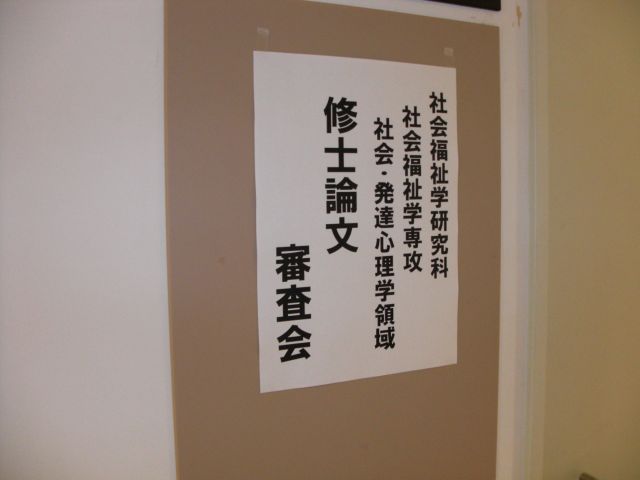 社会福祉学研究科
社会福祉学専攻
社会・発達心理学領域
修士論文
審査会